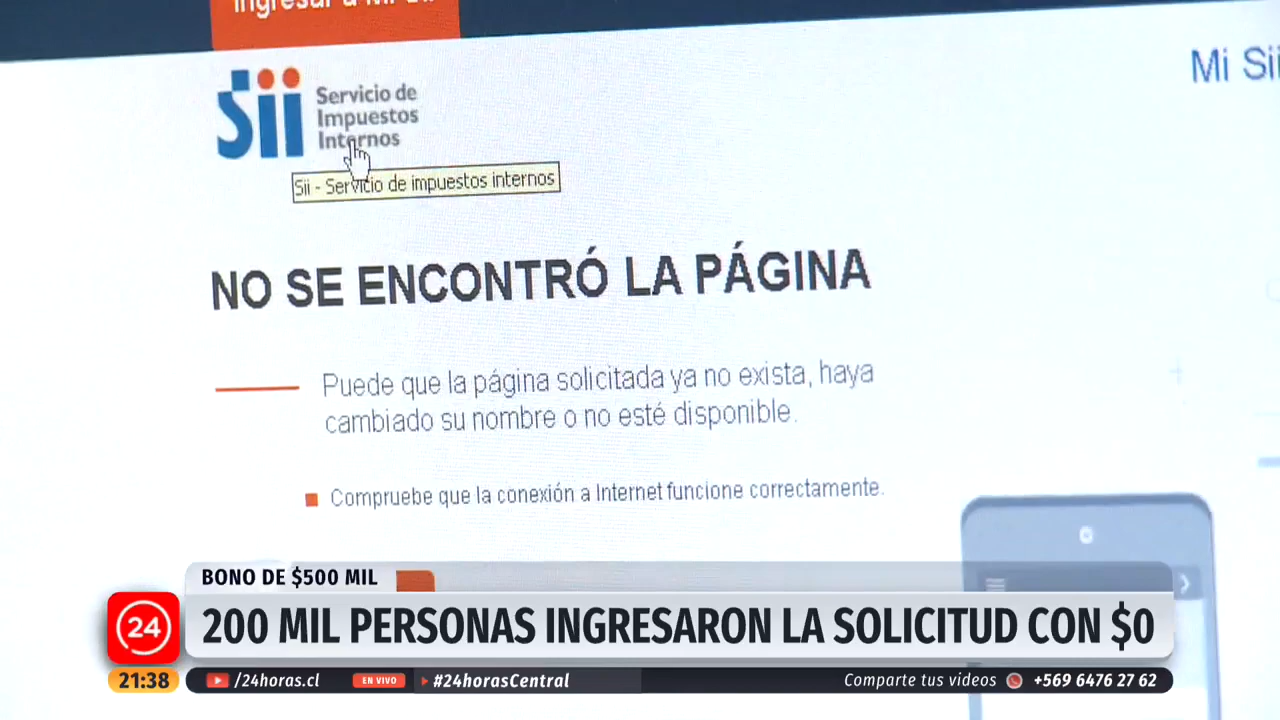 Ingresar a Mi Sii
Mi Sii
Sii
Servicio de
Impuestos
Internos
Sii - Servicio de impuestos internos
NO SE ENCONTRÓ LA PÁGINA
Puede que la página solicitada ya no exista, haya
cambiado su nombre o no esté disponible.
Compruebe que la conexión a Internet funcione correctamente.
BONO DE $500 MIL
24
200 MIL PERSONAS INGRESARON LA SOLICITUD CON $0
21:38
/24horas.cl
EN VIVO
#24horasCentral
Comparte tus videos
+569 6476 27 62